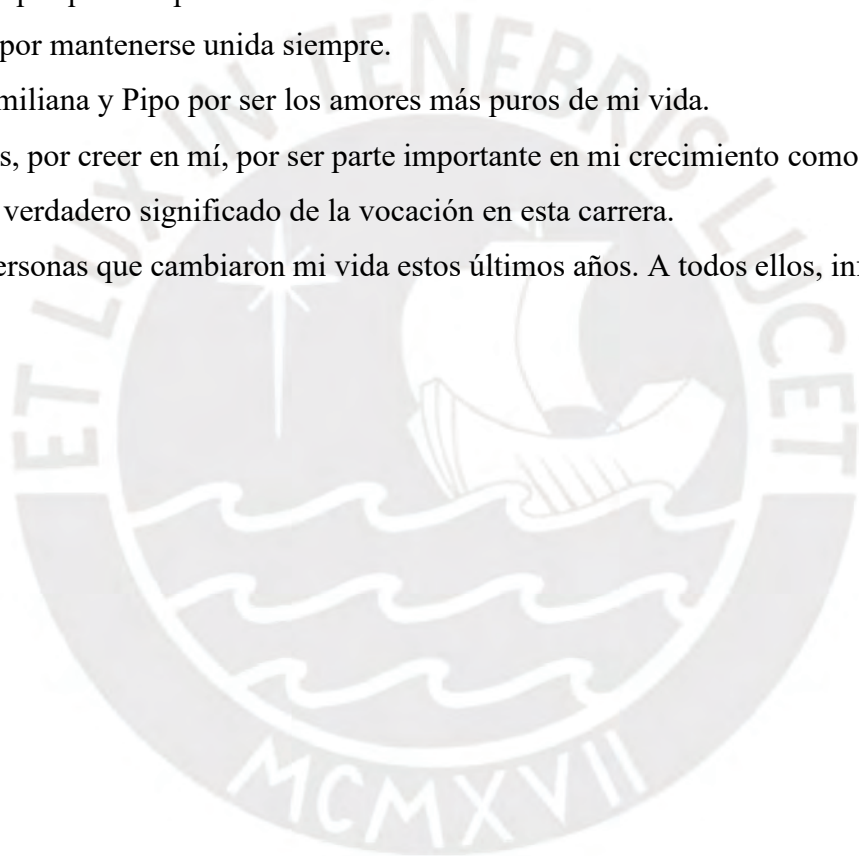 por mantenerse unida siempre.
miliana y Pipo por ser los amores más puros de mi vida.
s, por creer en mí, por ser parte importante en mi crecimiento como
verdadero significado de la vocación en esta carrera.
ersonas que cambiaron mi vida estos últimos años. A todos ellos, in
ET LUX IN TENEBRIS LUCET
MCMXVII